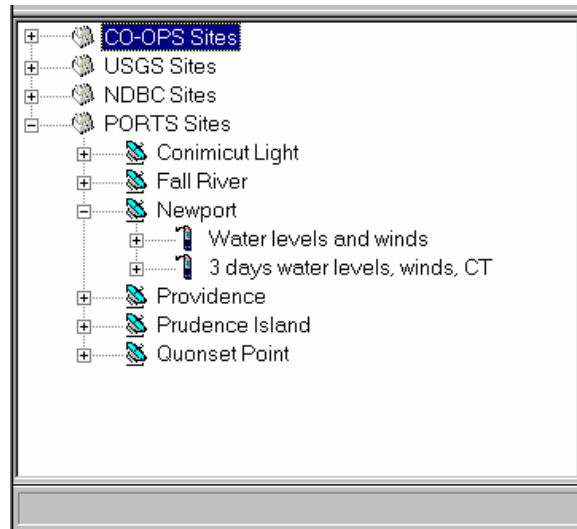 CO-OPS Sites
USGS Sites
NDBC Sites
PORTS Sites
Conimicut Light
Fall River
Newport
Water levels and winds
3 days water levels, winds, CT
Providence
Prudence Island
Quonset Point